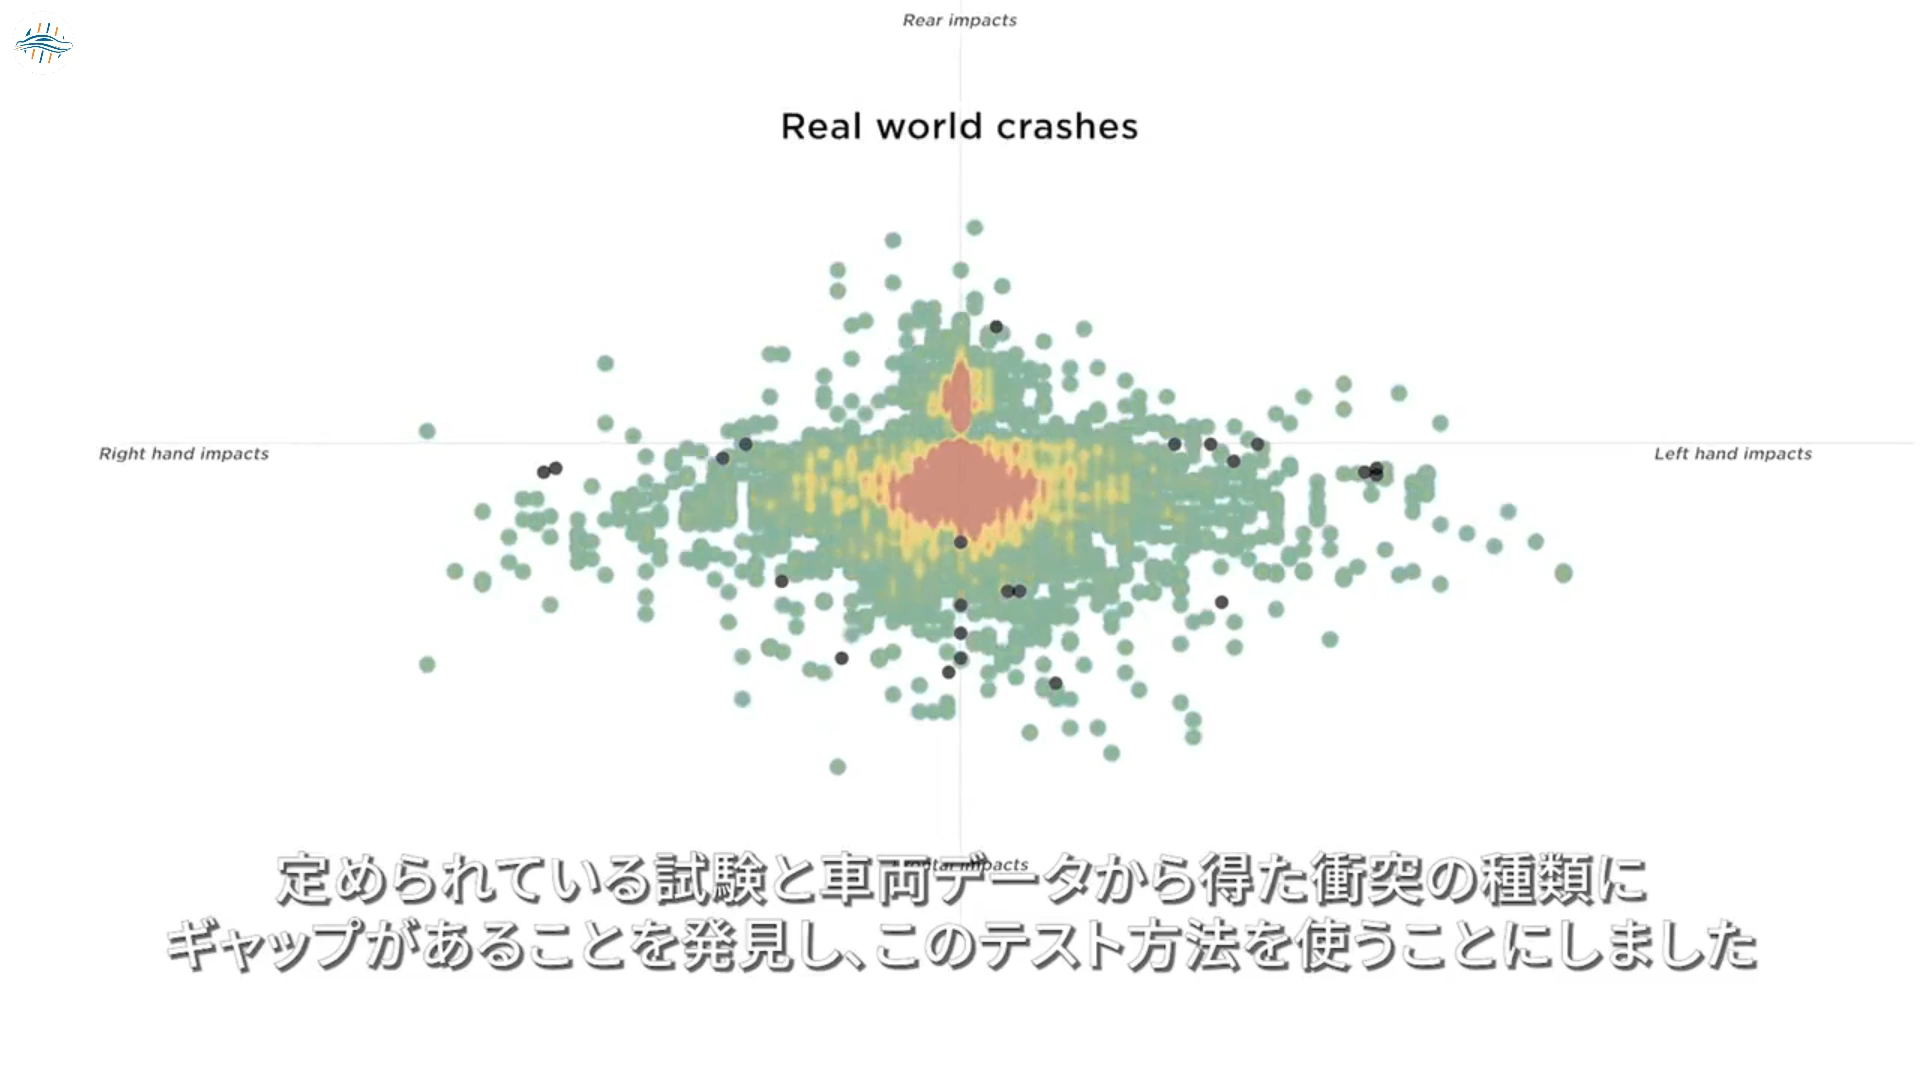 Rear impacts
Real world crashes
Right hand impacts
Left hand impacts
impacts
定められている試験と車両データから得た衝突の種類に
ギャップがあることを発見し、このテスト方法を使うことにしました